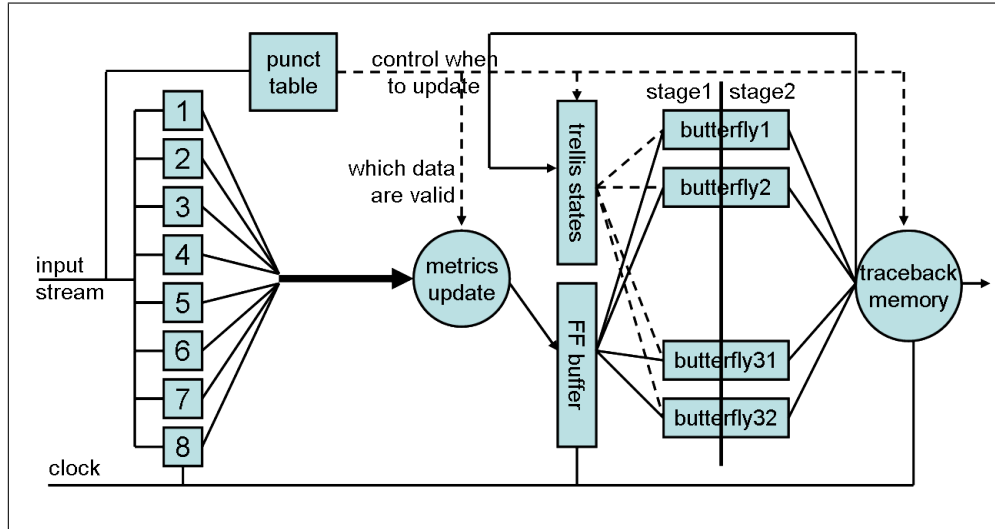 punct
table
control when
to update
stage1
stage2
1
2
3
4
5
6
7
8
which data
are valid
input
stream
metrics
update
trellis states
FF buffer
butterfly1
butterfly2
butterfly31
butterfly32
traceback
memory
clock